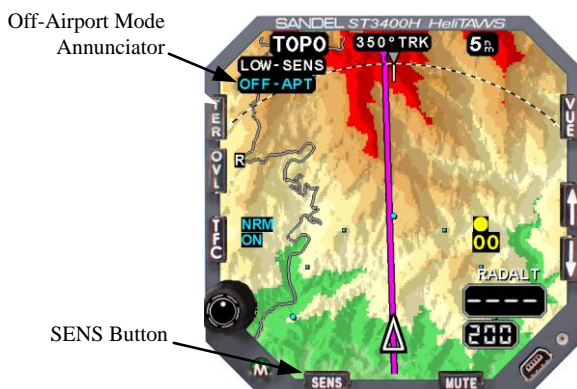 Off-Airport Mode
Annunciator
SENS Button
SANDEL ST3400H HeliTAWS
TOPO
350° TRK
5 nm
LOW-SENS
OFF-APT
TER
VUE
OVL
R
TFC
NRM
ON
00
RADALT
----
200
M
SENS
MUTE